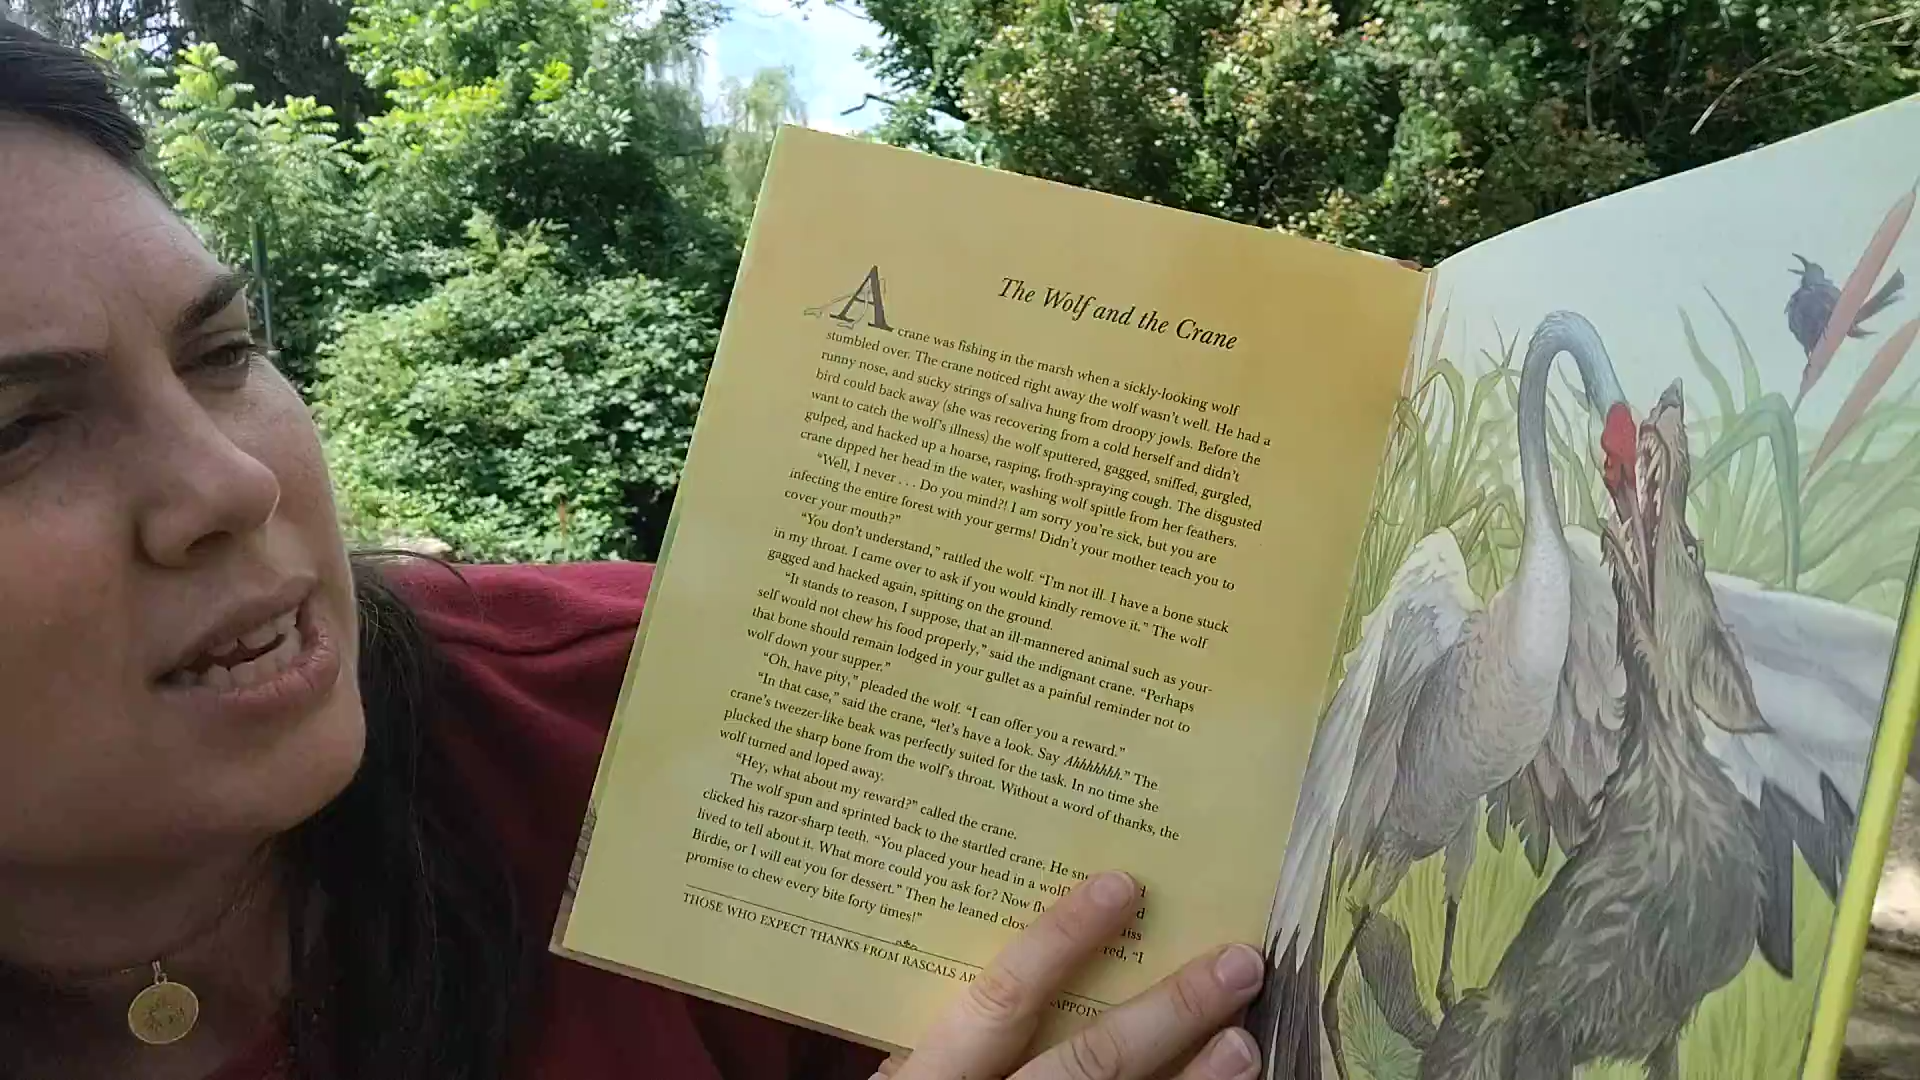 The Wolf and the Crane
A crane was fishing in the marsh when a sickly-looking wolf
stumbled over. The crane noticed right away the wolf wasn't well. He had a
runny nose, and sticky strings of saliva hung from droopy jowls. Before the
bird could back away (she was recovering from a cold herself and didn't
want to catch the wolf's illness) the wolf sputtered, gagged, sniffed, gurgled,
gulped, and hacked up a hoarse, rasping, froth-spraying cough. The disgusted
crane dipped her head in the water, washing wolf spittle from her feathers.
"Well, I never . . . Do you mind?! I am sorry you're sick, but you are
infecting the entire forest with your germs! Didn't your mother teach you to
cover your mouth?"
"You don't understand," rattled the wolf. "I'm not ill. I have a bone stuck
in my throat. I came over to ask if you would kindly remove it." The wolf
gagged and hacked again, spitting on the ground.
"It stands to reason, I suppose, that an ill-mannered animal such as your-
self would not chew his food properly," said the indignant crane. "Perhaps
that bone should remain lodged in your gullet as a painful reminder not to
wolf down your supper."
"Oh, have pity," pleaded the wolf. "I can offer you a reward."
"In that case," said the crane, "let's have a look. Say Ahhhhhhh." The
crane's tweezer-like beak was perfectly suited for the task. In no time she
plucked the sharp bone from the wolf's throat. Without a word of thanks, the
wolf turned and loped away.
"Hey, what about my reward?" called the crane.
The wolf spun and sprinted back to the startled crane. He
clicked his razor-sharp teeth. "You placed your head in a
lived to tell about it. What more could you ask for? Now
Birdie, or I will eat you for dessert." Then he leaned "I
promise to chew every bite forty times!"
THOSE WHO EXPECT THANKS FROM RASCALS